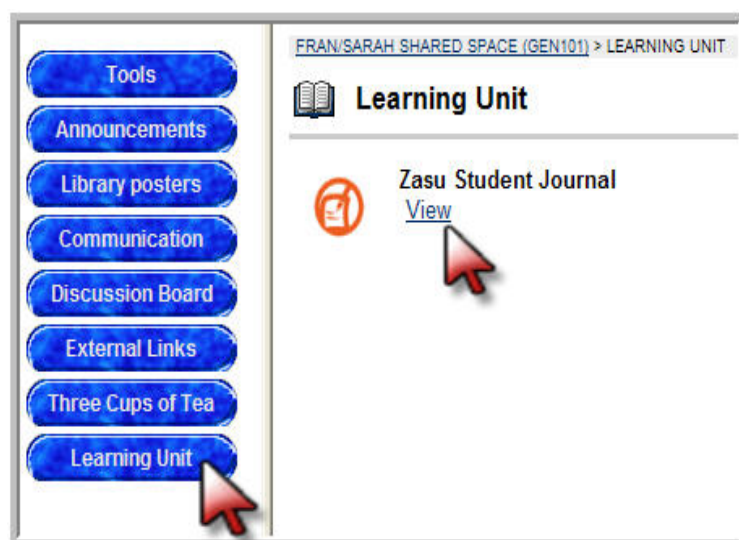 Tools
Announcements
Library posters
Communication
Discussion Board
External Links
Three Cups of Tea
Learning Unit
FRAN/SARAH SHARED SPACE (GEN101) > LEARNING UNIT
Learning Unit
Zasu Student Journal
View